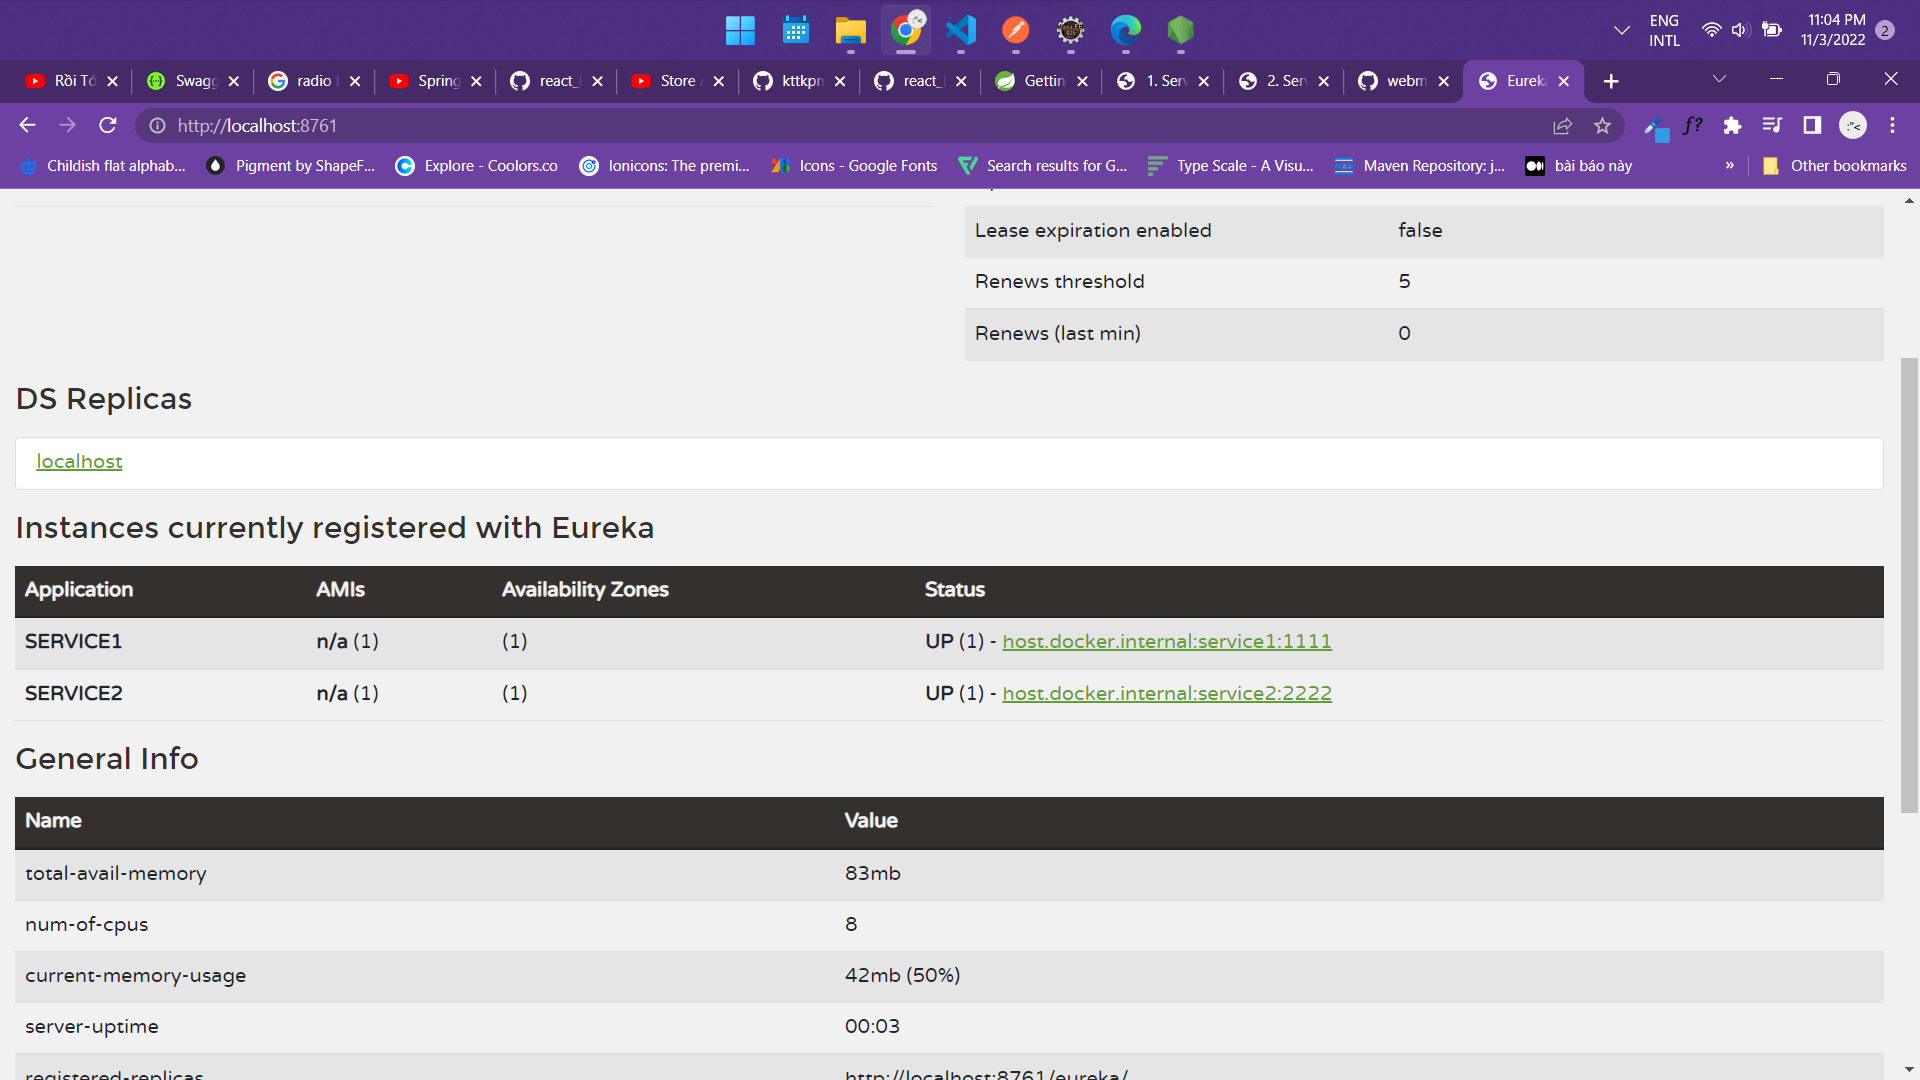 ENG
INTL
11:04 PM
11/3/2022
2
Rồi Tớ
Swagg
radio
Spring
react_
Store
kttkpm
react_
Gettin
1. Ser
2. Ser
webm
Eureka
http://localhost:8761
f?
Childish flat alphab...
Pigment by ShapeF...
Explore - Coolors.co
Ionicons: The premi...
Icons - Google Fonts
Search results for G...
Type Scale - A Visu...
Maven Repository: j...
bài báo này
»
Other bookmarks
Lease expiration enabled false
Renews threshold 5
Renews (last min) 0
DS Replicas
localhost
Instances currently registered with Eureka
Application AMIs Availability Zones Status
SERVICE1 n/a (1) (1) UP (1) - host.docker.internal:service1:1111
SERVICE2 n/a (1) (1) UP (1) - host.docker.internal:service2:2222
General Info
Name Value
total-avail-memory 83mb
num-of-cpus 8
current-memory-usage 42mb (50%)
server-uptime 00:03
registered-replicas http://localhost:8761/eureka/